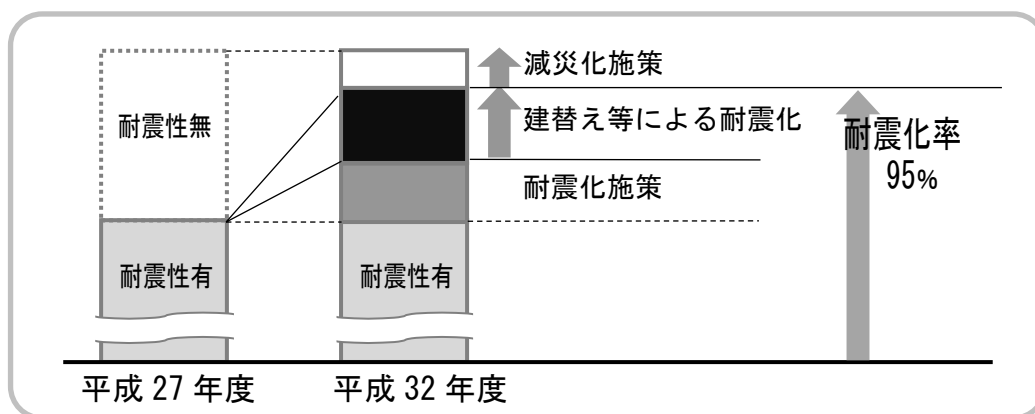 減災化施策
耐震性無
建替え等による耐震化
耐震化率
95%
耐震化施策
耐震性有
耐震性有
平成 27 年度
平成 32 年度